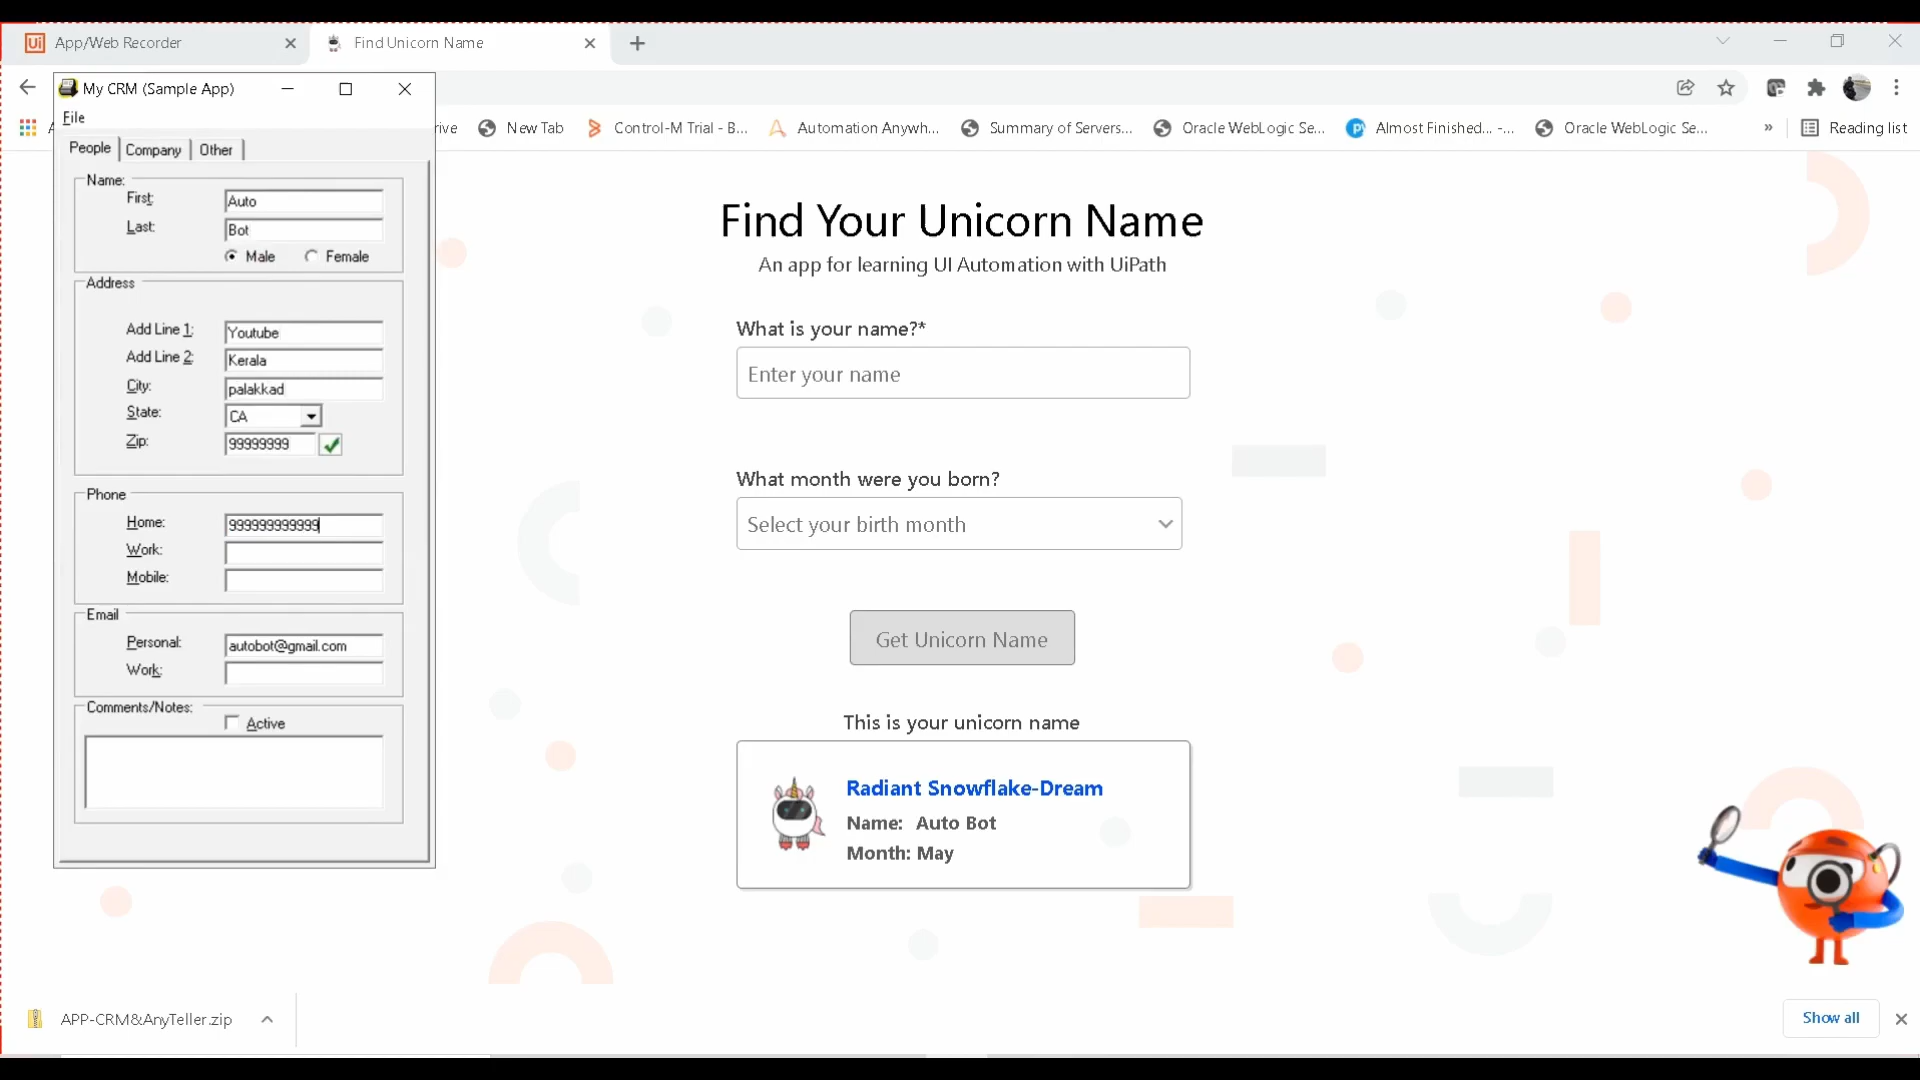 App/Web Recorder
Find Unicorn Name
My CRM (Sample App)
File
rive
New Tab
Control-M Trial - B...
Automation Anywh...
Summary of Servers...
Oracle WebLogic Se...
Almost Finished... -...
Oracle WebLogic Se...
»
Reading list
People
Company
Other
Name:
First:
Auto
Last:
Bot
Male
Female
Address
Add Line 1:
Youtube
Add Line 2:
Kerala
City:
palakkad
State:
CA
Zip:
99999999
Phone
Home:
999999999999
Work:
Mobile:
Email
Personal:
autobot@gmail.com
Work:
Comments/Notes:
Active
Find Your Unicorn Name
An app for learning UI Automation with UiPath
What is your name?*
Enter your name
What month were you born?
Select your birth month
Get Unicorn Name
This is your unicorn name
Radiant Snowflake-Dream
Name: Auto Bot
Month: May
APP-CRM&AnyTeller.zip
Show all